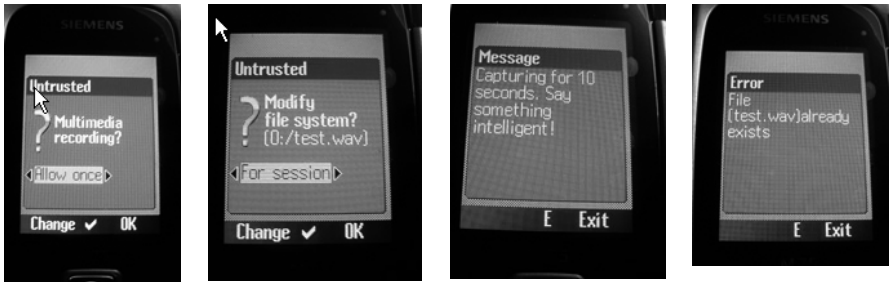 SIEMENS
Untrusted
? Multimedia
recording?
Allow once
Change ✔ OK
Untrusted
? Modify
file system?
(0:/test.wav)
For session
Change ✔ OK
Message
Capturing for 10
seconds. Say
something
intelligent!
E Exit
SIEMENS
Error
File
(test.wav)already
exists
E Exit